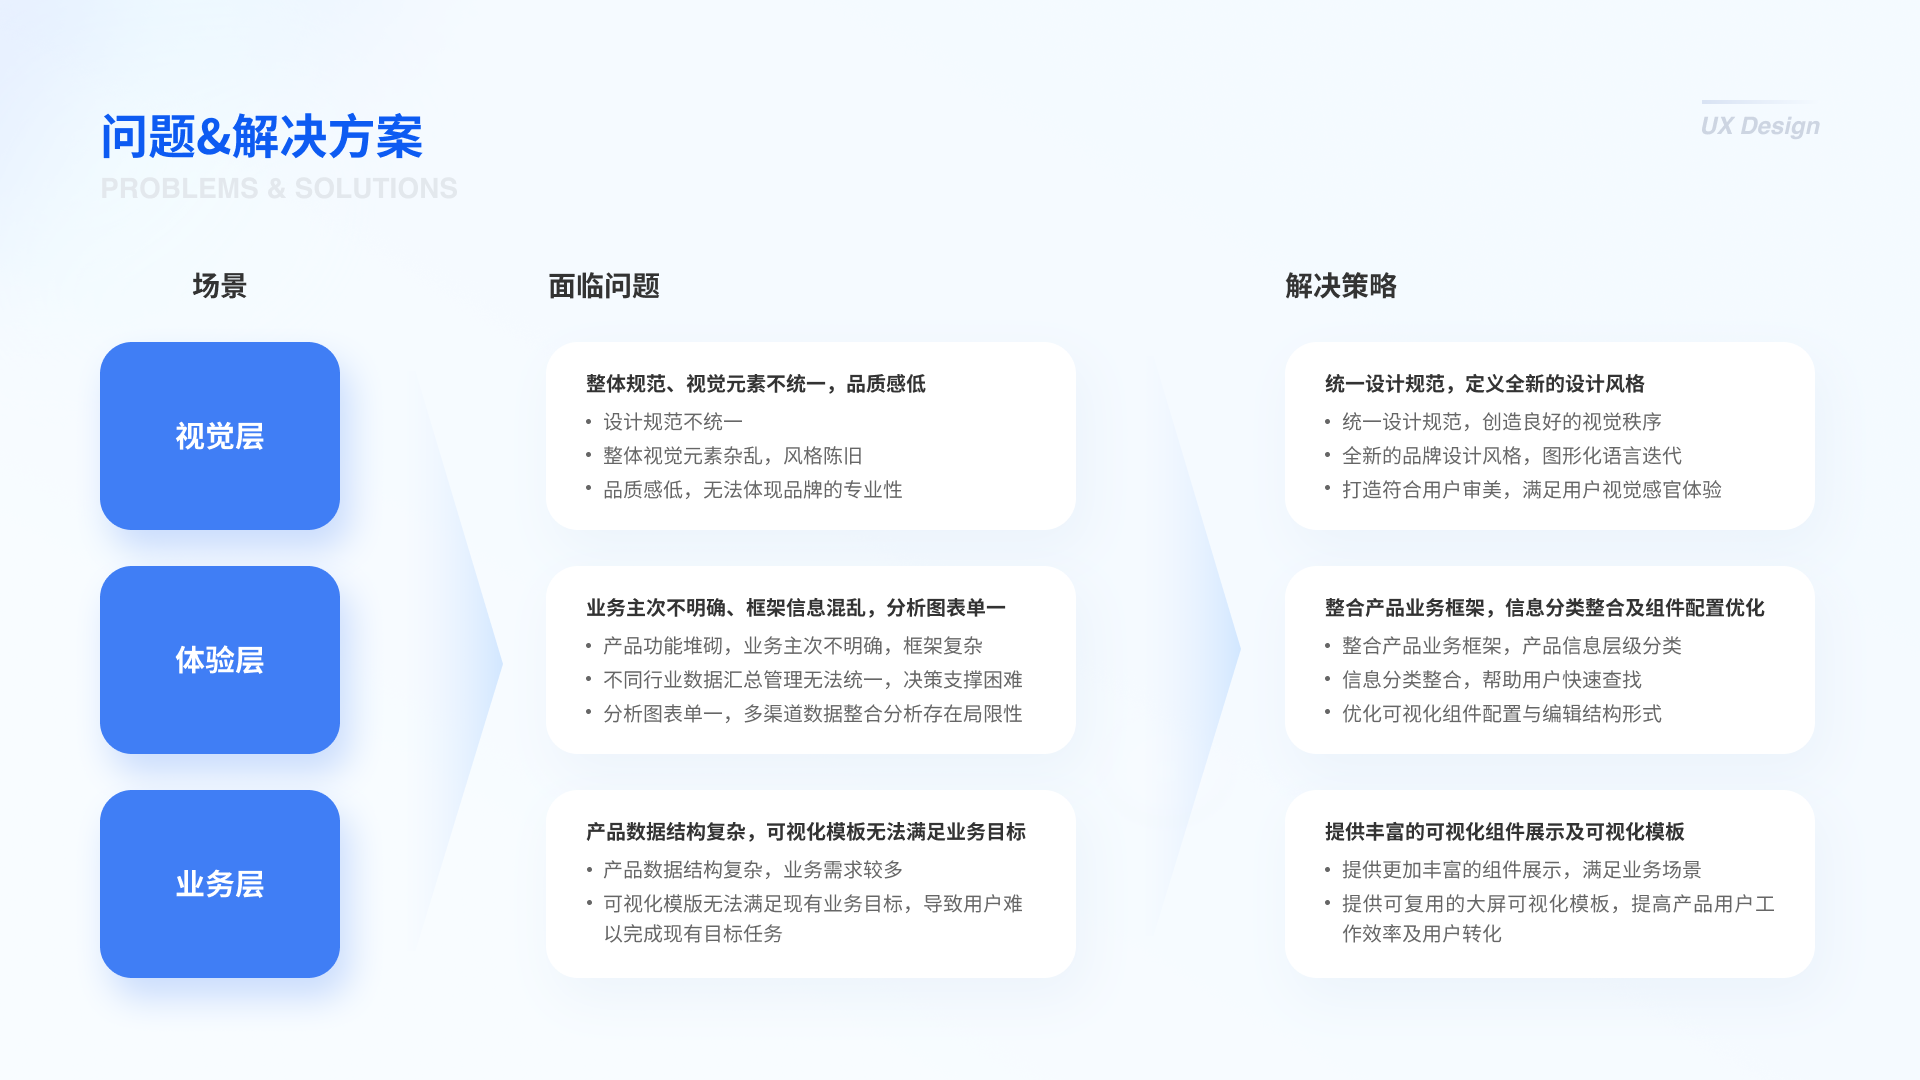 问题&解决方案
PROBLEMS & SOLUTIONS
UX Design
场景
面临问题
解决策略
视觉层
整体规范、视觉元素不统一，品质感低
• 设计规范不统一
• 整体视觉元素杂乱，风格陈旧
• 品质感低，无法体现品牌的专业性
统一设计规范，定义全新的设计风格
• 统一设计规范，创造良好的视觉秩序
• 全新的品牌设计风格，图形化语言迭代
• 打造符合用户审美，满足用户视觉感官体验
体验层
业务主次不明确、框架信息混乱，分析图表单一
• 产品功能堆砌，业务主次不明确，框架复杂
• 不同行业数据汇总管理无法统一，决策支撑困难
• 分析图表单一，多渠道数据整合分析存在局限性
整合产品业务框架，信息分类整合及组件配置优化
• 整合产品业务框架，产品信息层级分类
• 信息分类整合，帮助用户快速查找
• 优化可视化组件配置与编辑结构形式
业务层
产品数据结构复杂，可视化模板无法满足业务目标
• 产品数据结构复杂，业务需求较多
• 可视化模版无法满足现有业务目标，导致用户难
以完成现有目标任务
提供丰富的可视化组件展示及可视化模板
• 提供更加丰富的组件展示，满足业务场景
• 提供可复用的大屏可视化模板，提高产品用户工
作效率及用户转化